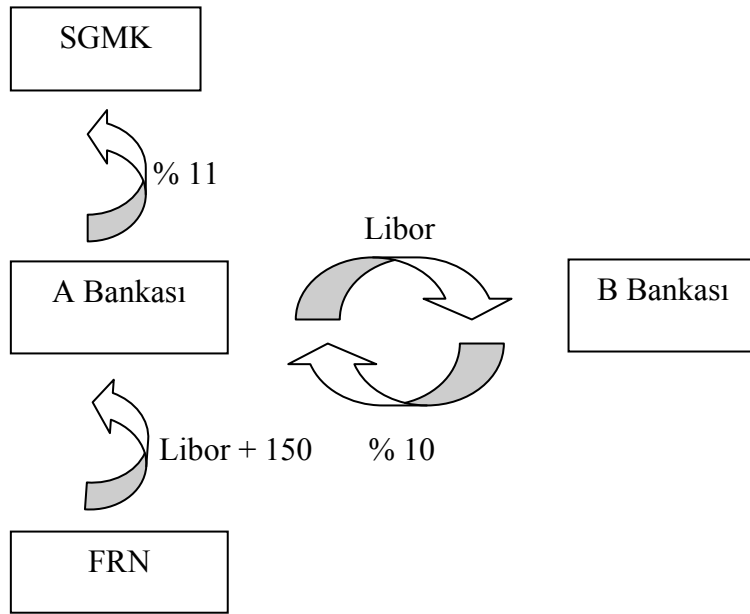 SGMK
% 11
Libor
A Bankası
B Bankası
Libor + 150
% 10
FRN